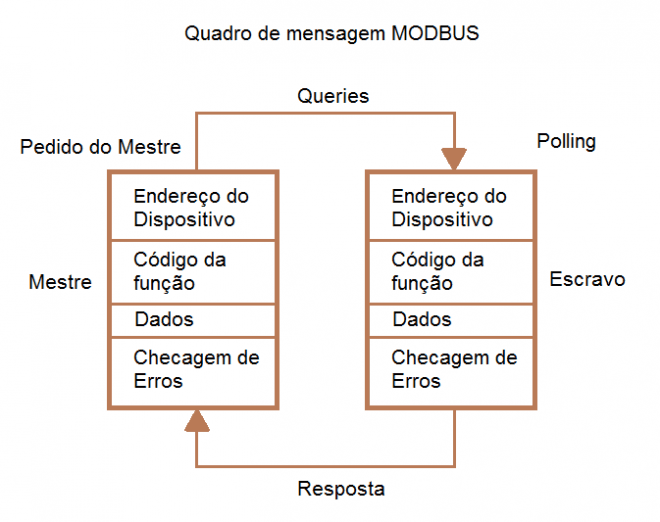 Quadro de mensagem MODBUS
Queries
Pedido do Mestre
Polling
Mestre
Endereço do
Dispositivo
Código da
função
Dados
Checagem de
Erros
Endereço do
Dispositivo
Código da
função
Dados
Checagem de
Erros
Escravo
Resposta